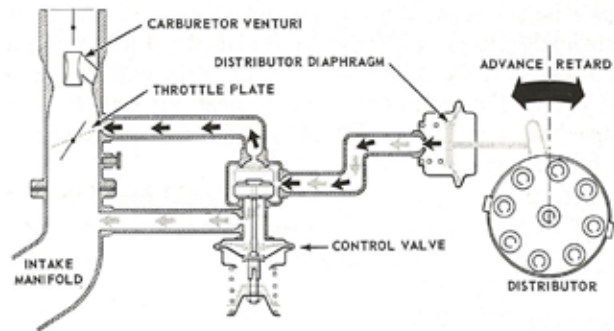 CARBURETOR VENTURI
DISTRIBUTOR DIAPHRAGM
ADVANCE
RETARD
THROTTLE PLATE
CONTROL VALVE
INTAKE
MANIFOLD
DISTRIBUTOR